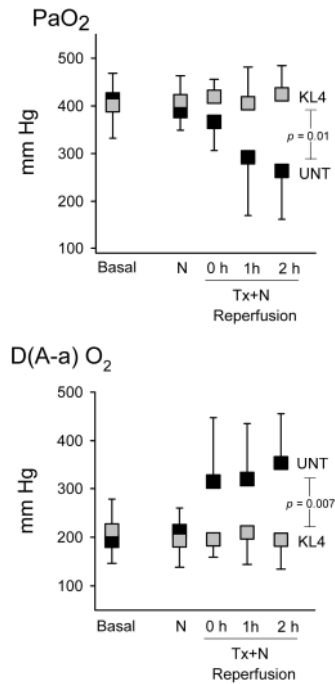 PaO2
500
400 KL4
mm Hg
300 p = 0.01
UNT
200
100
Basal N 0 h 1h 2 h
Tx+N
Reperfusion
D(A-a) O2
500
400
UNT
mm Hg
300 p = 0.007
200 KL4
100
Basal N 0 h 1h 2 h
Tx+N
Reperfusion